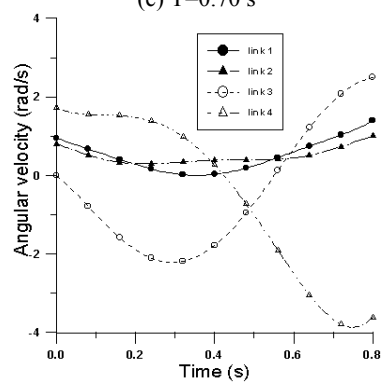 (c) T=0.70 s
4
link 1
link 2
link 3
link 4
2
0
-2
-4
Angular velocity (rad/s)
0.0
0.2
0.4
0.6
0.8
Time (s)